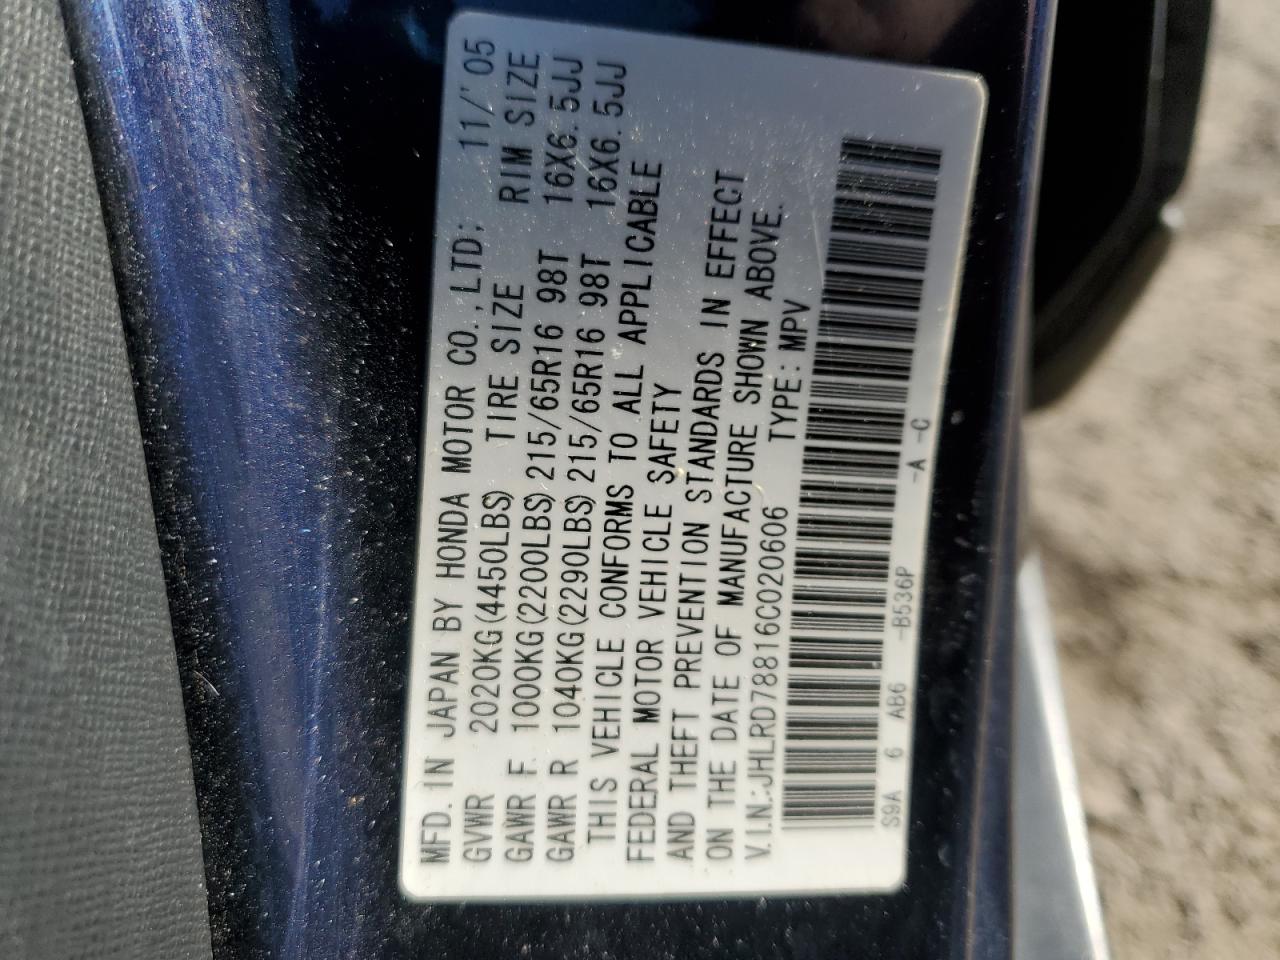 MFD. IN JAPAN BY HONDA MOTOR CO., LTD; 11/'05
GVWR 2020KG(4450LBS) TIRE SIZE RIM SIZE
GAWR F. 1000KG(2200LBS) 215/65R16 98T 16X6.5JJ
GAWR R 1040KG(2290LBS) 215/65R16 98T 16X6.5JJ
THIS VEHICLE CONFORMS TO ALL APPLICABLE
FEDERAL MOTOR VEHICLE SAFETY
AND THEFT PREVENTION STANDARDS IN EFFECT
ON THE DATE OF MANUFACTURE SHOWN ABOVE.
V.I.N.:JHLRD78816C020606 TYPE: MPV
S9A 6 AB6 -B536P -A -C